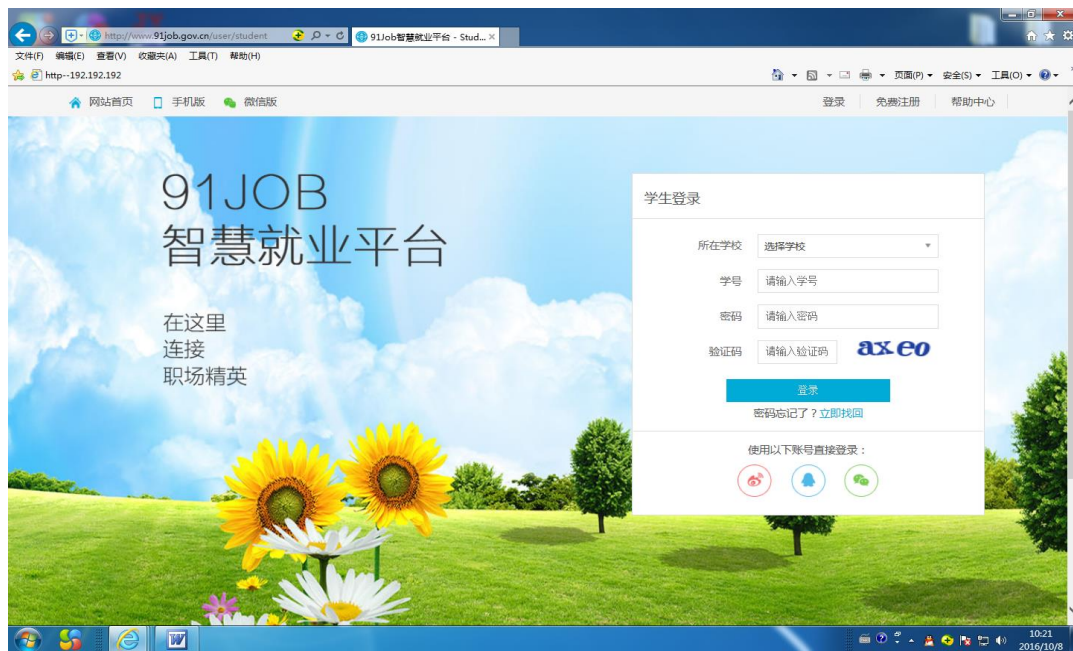 http://www.91job.gov.cn/user/student
91Job智慧就业平台 - Stud...
文件(F) 编辑(E) 查看(V) 收藏夹(A) 工具(T) 帮助(H)
http--192.192.192
页面(P) 安全(S) 工具(O)
网站首页 手机版 微信版
登录 免费注册 帮助中心
91JOB
智慧就业平台
在这里
连接
职场精英
学生登录
所在学校 选择学校
学号 请输入学号
密码 请输入密码
验证码 请输入验证码 axeo
登录
密码忘记了？立即找回
使用以下账号直接登录：
10:21
2016/10/8